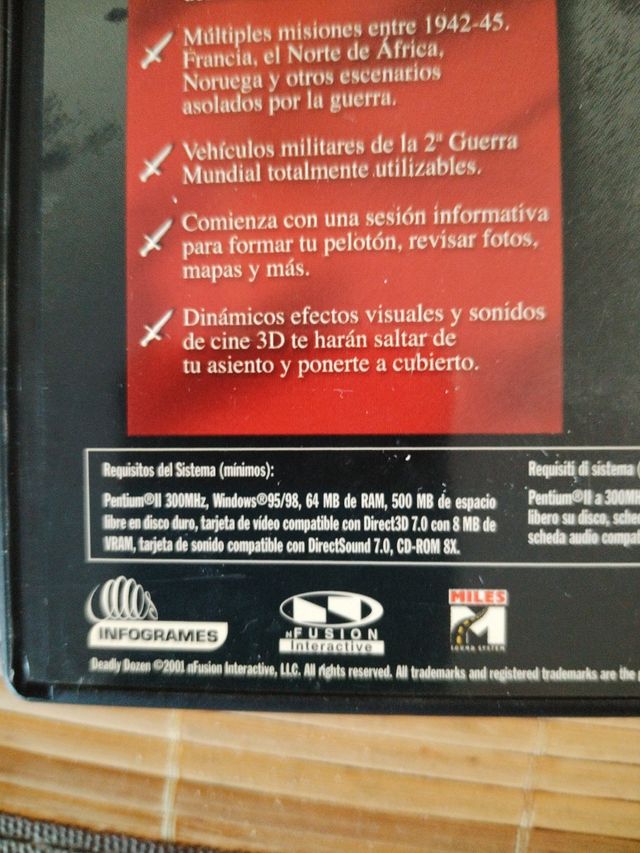 Múltiples misiones entre 1942-45.
Francia, el Norte de África,
Noruega y otros escenarios
asolados por la guerra.
Vehículos militares de la 2ª Guerra
Mundial totalmente utilizables.
Comienza con una sesión informativa
para formar tu pelotón, revisar fotos,
mapas y más.
Dinámicos efectos visuales y sonidos
de cine 3D te harán saltar de
tu asiento y ponerte a cubierto.
Requisitos del Sistema (mínimos):
Pentium®II 300MHz, Windows®95/98, 64 MB de RAM, 500 MB de espacio
libre en disco duro, tarjeta de vídeo compatible con Direct3D 7.0 con 8 MB de
VRAM, tarjeta de sonido compatible con DirectSound 7.0, CD-ROM 8X.
Requisiti di sistema (
Pentium®II a 300M
libero su disco, sche
scheda audio compat
INFOGRAMES
nFUSION
Interactive
MILES
SOUND SYSTEM
Deadly Dozen ©2001 nFusion Interactive, LLC. All rights reserved. All trademarks and registered trademarks are the